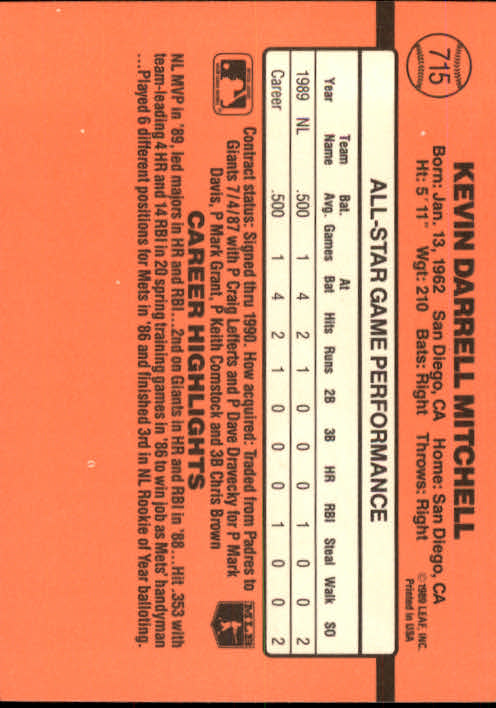 715
KEVIN DARRELL MITCHELL
Born: Jan. 13, 1962 San Diego, CA Home: San Diego, CA
Ht: 5'11" Wgt: 210 Bats: Right Throws: Right
© 1989 LEAF, INC.
Printed in USA
ALL-STAR GAME PERFORMANCE
Year Team Name Bat. Avg. Games At Bat Hits Runs 2B 3B HR RBI Steal Walk SO
1989 NL .500 1 4 2 1 0 0 0 1 0 0 2
Career .500 1 4 2 1 0 0 0 1 0 0 2
Contract status: Signed thru 1990. How acquired: Traded from Padres to
Giants 7/4/87 with P Craig Lefferts and P Dave Dravecky for P Mark
Davis, P Mark Grant, P Keith Comstock and 3B Chris Brown
CAREER HIGHLIGHTS
NL MVP in '89, led majors in HR and RBI...2nd on Giants in HR and RBI in '88...Hit .353 with
team-leading 4 HR and 14 RBI in 20 spring training games in '86 to win job as Mets' handyman
...Played 6 different positions for Mets in '86 and finished 3rd in NL Rookie of Year balloting.